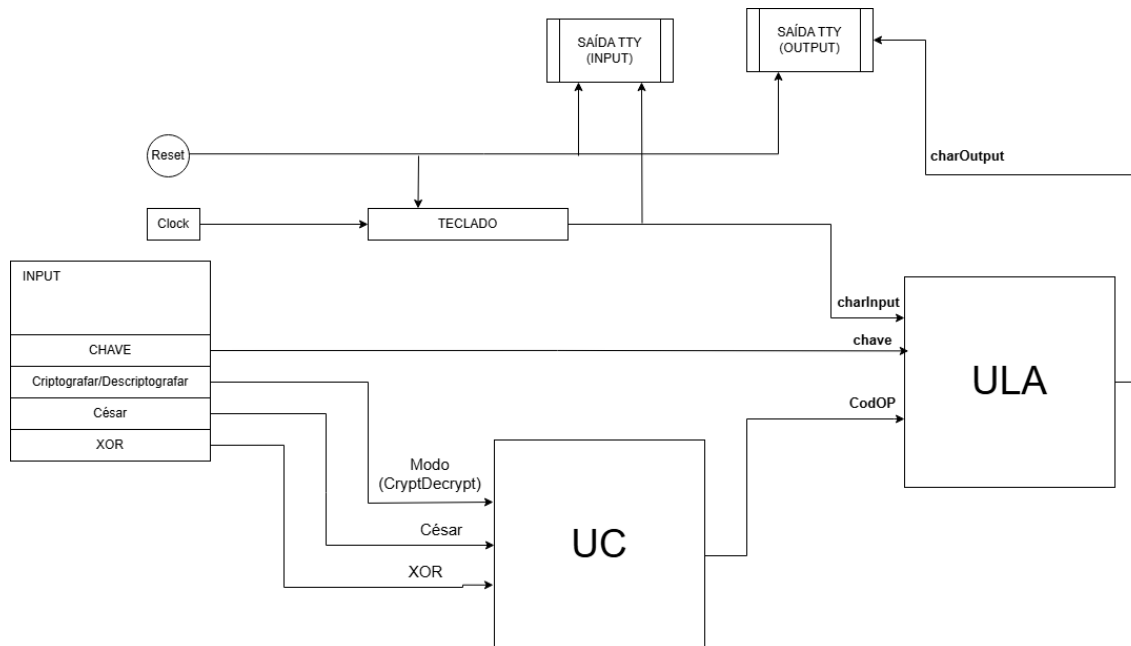 SAÍDA TTY
(INPUT)
SAÍDA TTY
(OUTPUT)
Reset
charOutput
Clock
TECLADO
INPUT
charInput
CHAVE
chave
Criptografar/Descriptografar
ULA
César
CodOP
XOR
Modo
(CryptDecrypt)
César
UC
XOR